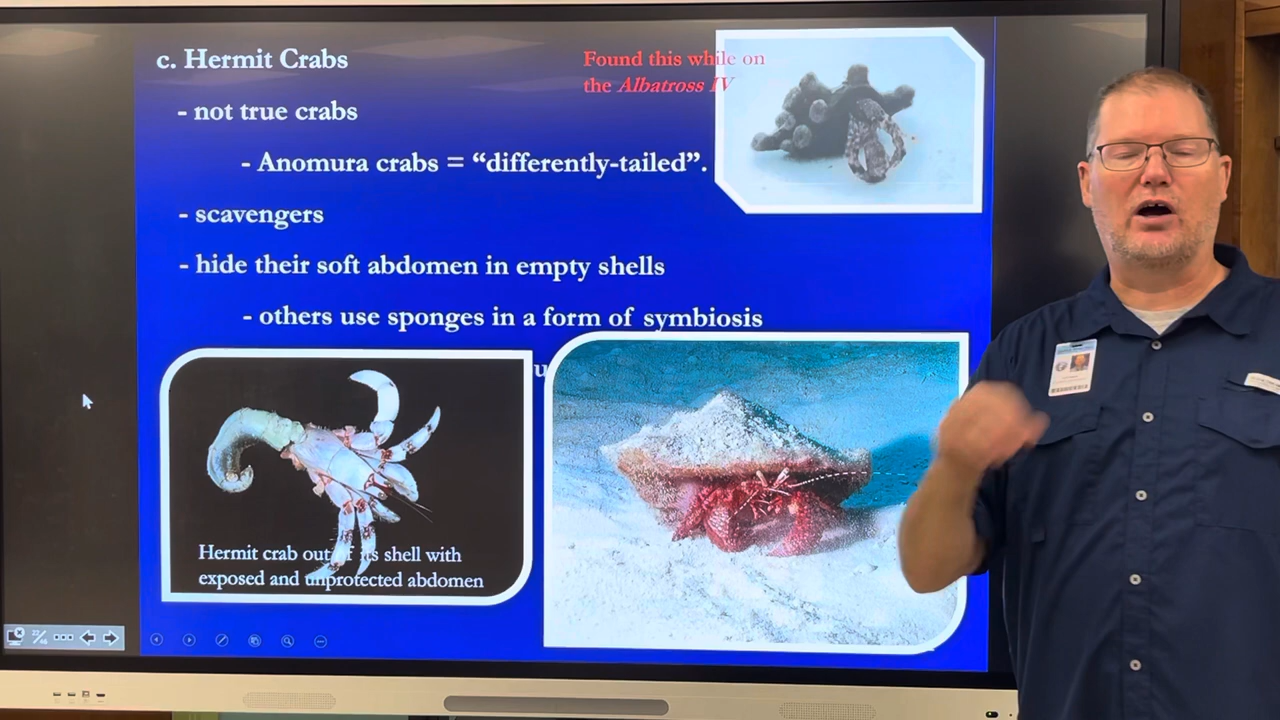 c. Hermit Crabs
Found this while on
the Albatross IV
- not true crabs
- Anomura crabs = “differently-tailed”.
- scavengers
- hide their soft abdomen in empty shells
- others use sponges in a form of symbiosis
Hermit crab out of its shell with
exposed and unprotected abdomen